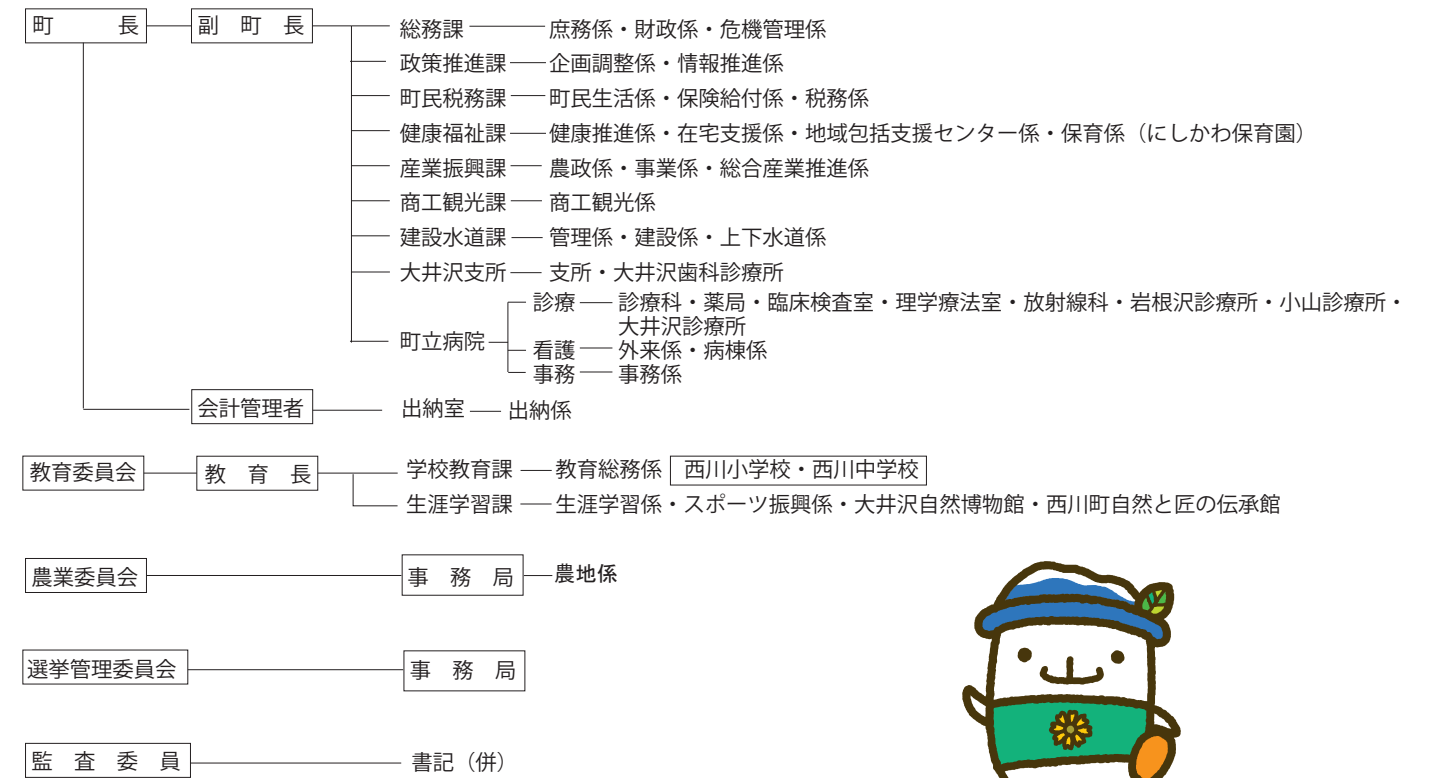 町　　　長 副　町　長 総務課 庶務係・財政係・危機管理係
政策推進課 企画調整係・情報推進係
町民税務課 町民生活係・保険給付係・税務係
健康福祉課 健康推進係・在宅支援係・地域包括支援センター係・保育係（にしかわ保育園）
産業振興課 農政係・事業係・総合産業推進係
商工観光課 商工観光係
建設水道課 管理係・建設係・上下水道係
大井沢支所 支所・大井沢歯科診療所
町立病院 診療 診療科・薬局・臨床検査室・理学療法室・放射線科・岩根沢診療所・小山診療所・
大井沢診療所
看護 外来係・病棟係
事務 事務係
会計管理者 出納室 出納係
教育委員会 教　育　長 学校教育課 教育総務係 西川小学校・西川中学校
生涯学習課 生涯学習係・スポーツ振興係・大井沢自然博物館・西川町自然と匠の伝承館
農業委員会 事　務　局 農地係
選挙管理委員会 事　務　局
監　査　委　員 書記（併）